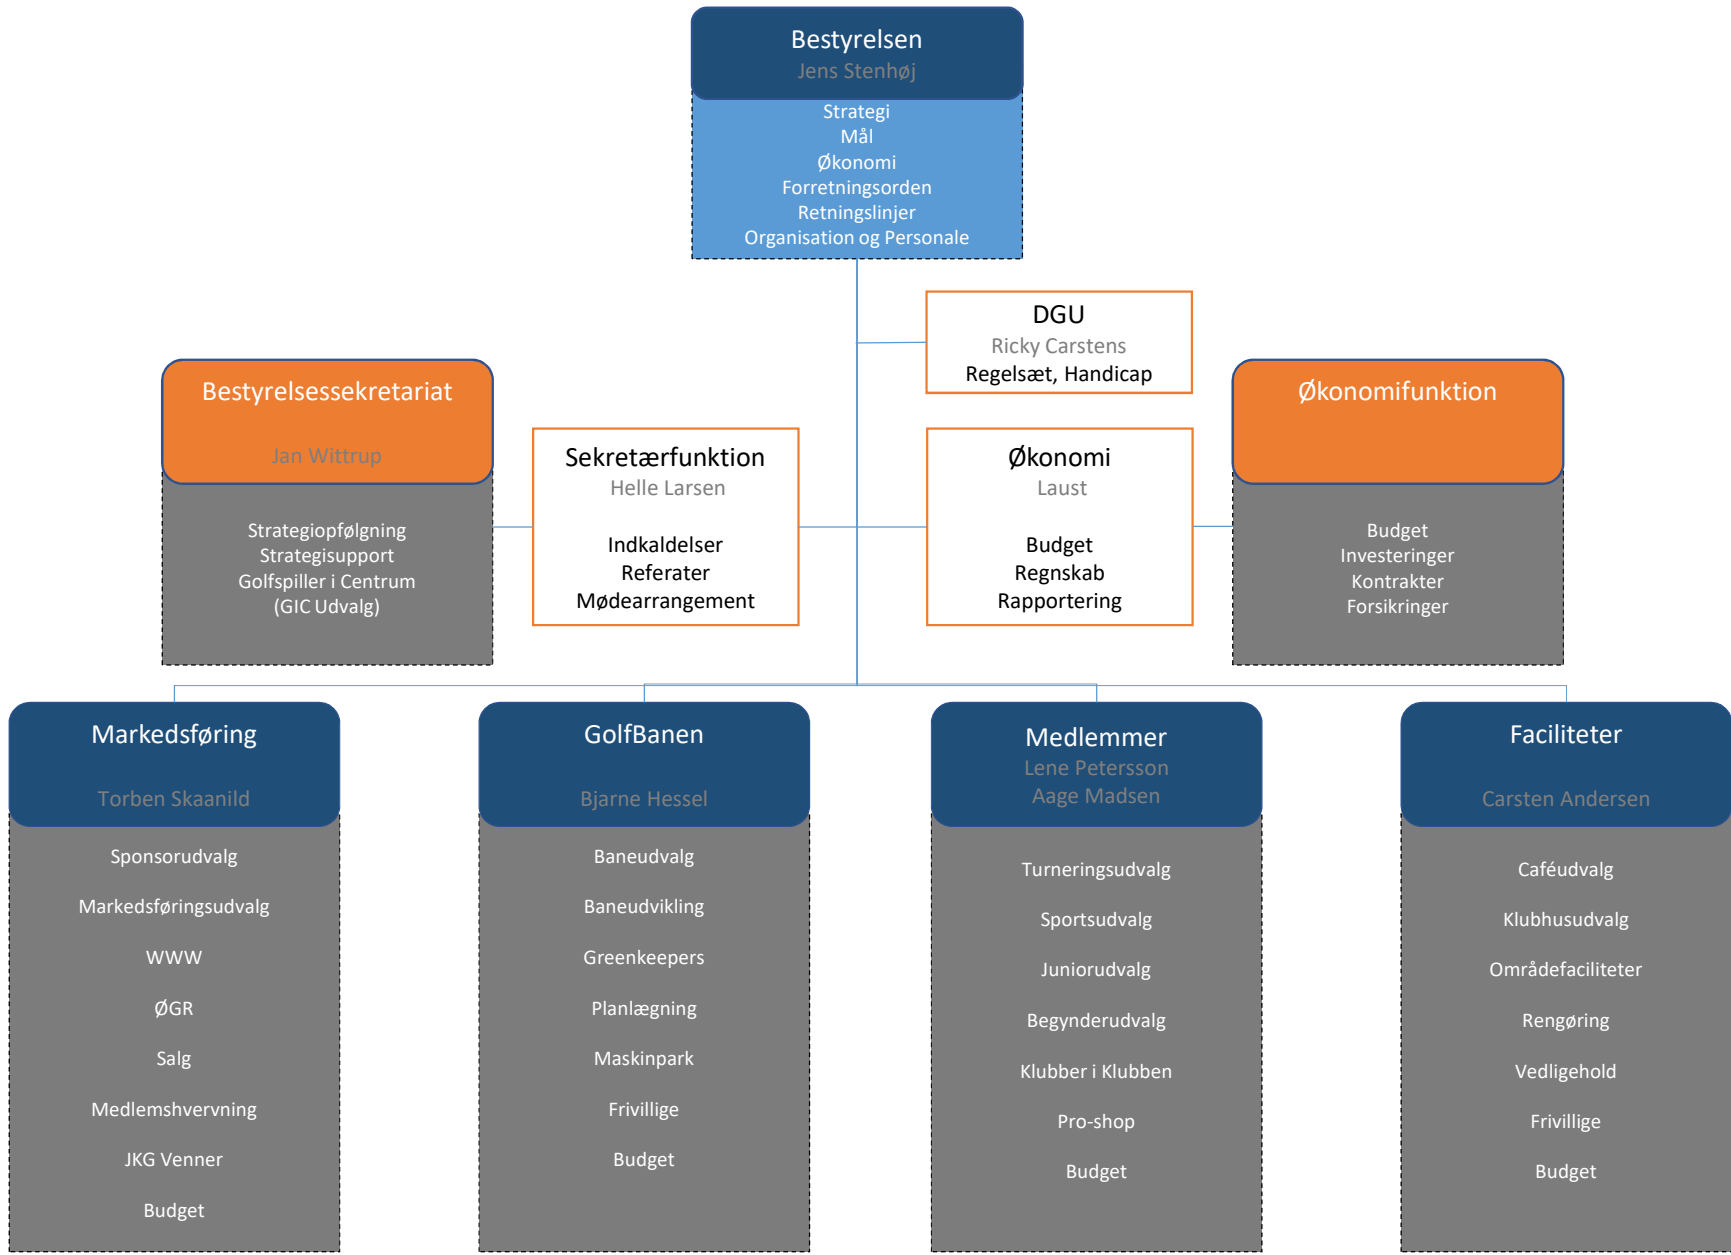 Bestyrelsen
Jens Stenhøj
Strategi
Mål
Økonomi
Forretningsorden
Retningslinjer
Organisation og Personale
DGU
Ricky Carstens
Regelsæt, Handicap
Bestyrelsessekretariat
Jan Wittrup
Strategiopfølgning
Strategisupport
Golfspiller i Centrum
(GIC Udvalg)
Sekretærfunktion
Helle Larsen
Indkaldelser
Referater
Mødearrangement
Økonomi
Laust
Budget
Regnskab
Rapportering
Økonomifunktion
Budget
Investeringer
Kontrakter
Forsikringer
Markedsføring
Torben Skaanild
Sponsorudvalg
Markedsføringsudvalg
WWW
ØGR
Salg
Medlemshvervning
JKG Venner
Budget
GolfBanen
Bjarne Hessel
Baneudvalg
Baneudvikling
Greenkeepers
Planlægning
Maskinpark
Frivillige
Budget
Medlemmer
Lene Petersson
Aage Madsen
Turneringsudvalg
Sportsudvalg
Juniorudvalg
Begynderudvalg
Klubber i Klubben
Pro-shop
Budget
Faciliteter
Carsten Andersen
Caféudvalg
Klubhusudvalg
Områdefaciliteter
Rengøring
Vedligehold
Frivillige
Budget